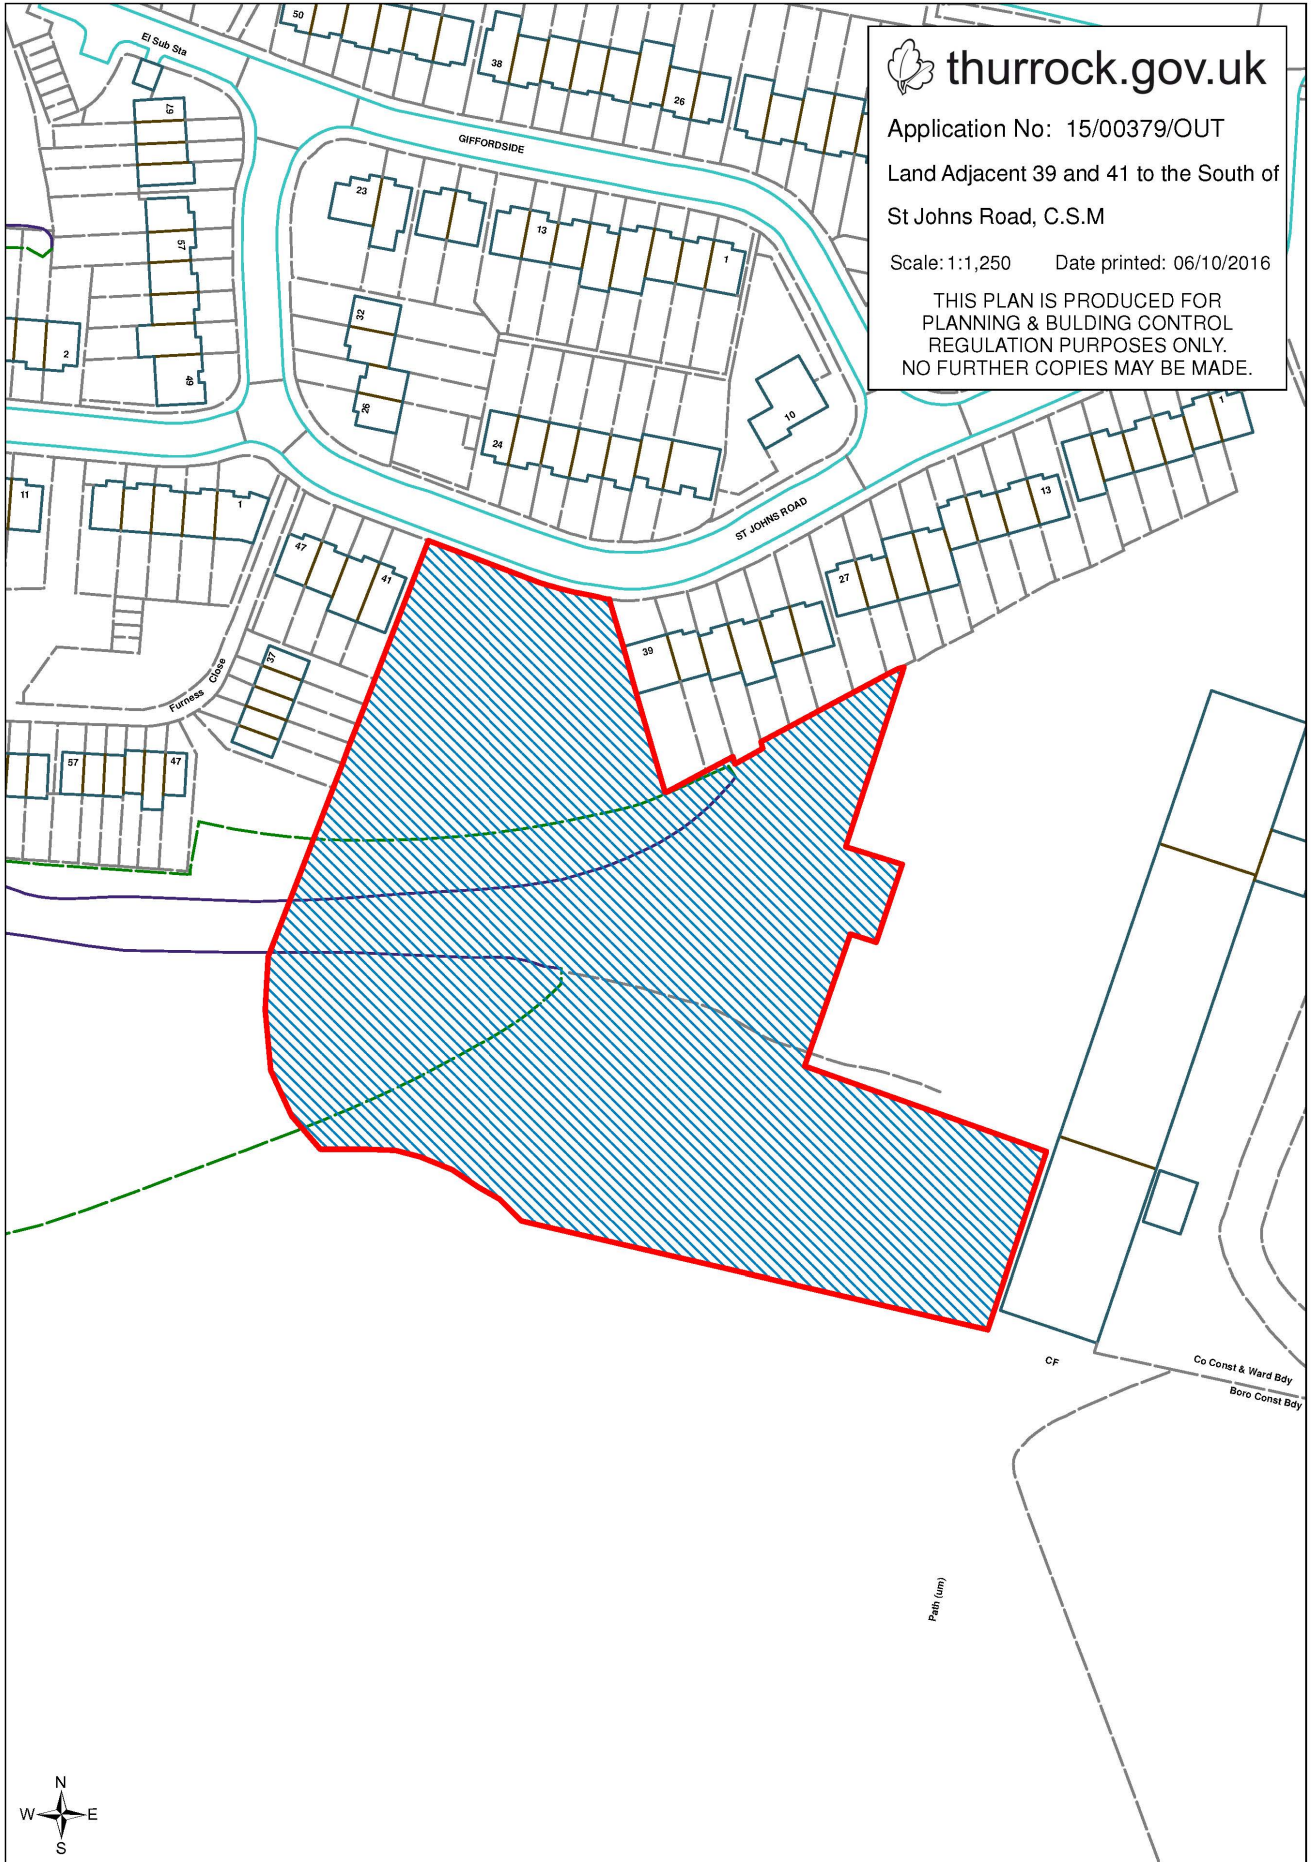 50
El Sub Sta
38
26
67
GIFFORDSIDE
thurrock.gov.uk
Application No: 15/00379/OUT
Land Adjacent 39 and 41 to the South of
St Johns Road, C.S.M
Scale:1:1,250 Date printed: 06/10/2016
THIS PLAN IS PRODUCED FOR
PLANNING & BULDING CONTROL
REGULATION PURPOSES ONLY.
NO FURTHER COPIES MAY BE MADE.
23
13
1
57
32
2
49
26
10
24
1
11
1
13
ST JOHNS ROAD
47
41
27
39
37
Furness Close
57
47
CF
Co Const & Ward Bdy
Boro Const Bdy
Path (um)
N
W E
S